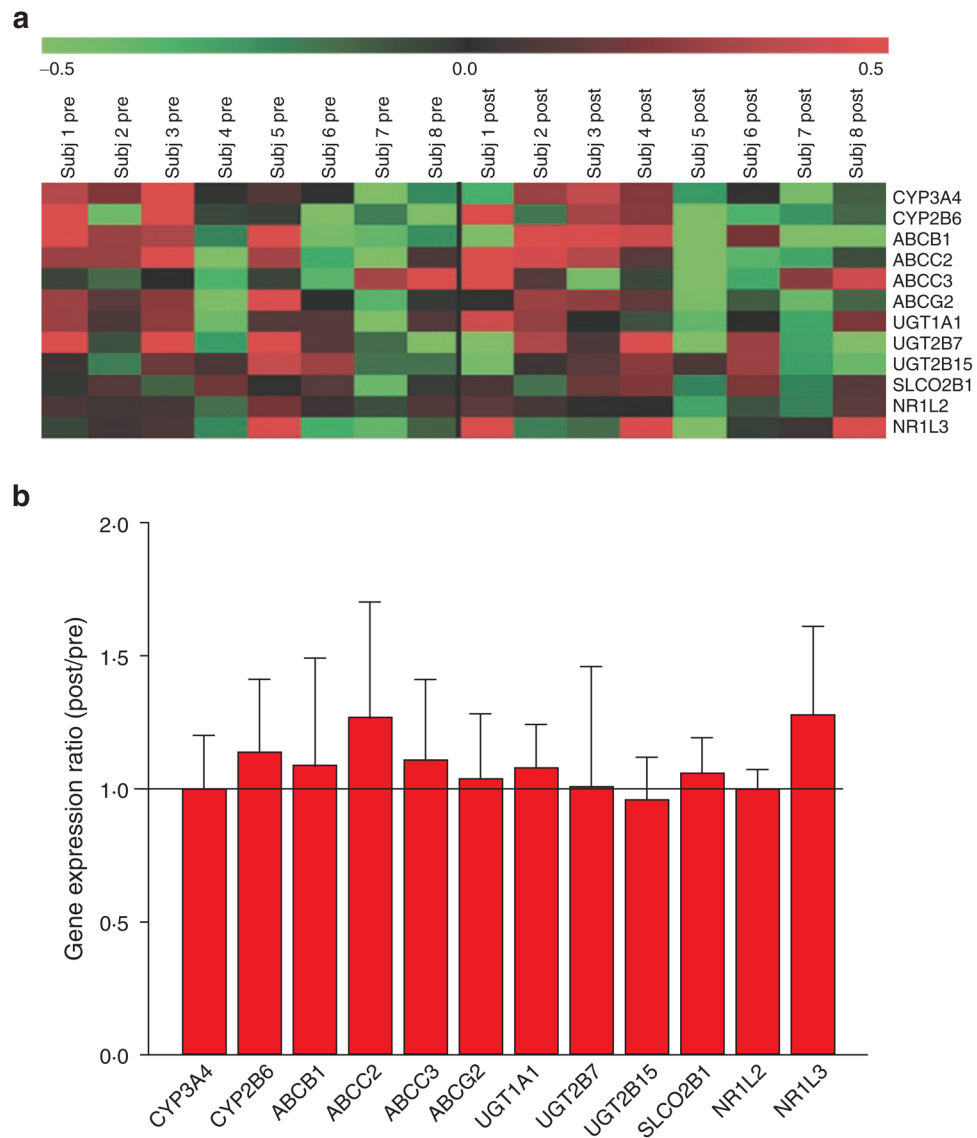 a
−0.5 0.0 0.5
Subj 1 pre
Subj 2 pre
Subj 3 pre
Subj 4 pre
Subj 5 pre
Subj 6 pre
Subj 7 pre
Subj 8 pre
Subj 1 post
Subj 2 post
Subj 3 post
Subj 4 post
Subj 5 post
Subj 6 post
Subj 7 post
Subj 8 post
CYP3A4
CYP2B6
ABCB1
ABCC2
ABCC3
ABCG2
UGT1A1
UGT2B7
UGT2B15
SLCO2B1
NR1L2
NR1L3
b
Gene expression ratio (post/pre)
2·0
1·5
1·0
0·5
0·0
CYP3A4
CYP2B6
ABCB1
ABCC2
ABCC3
ABCG2
UGT1A1
UGT2B7
UGT2B15
SLCO2B1
NR1L2
NR1L3